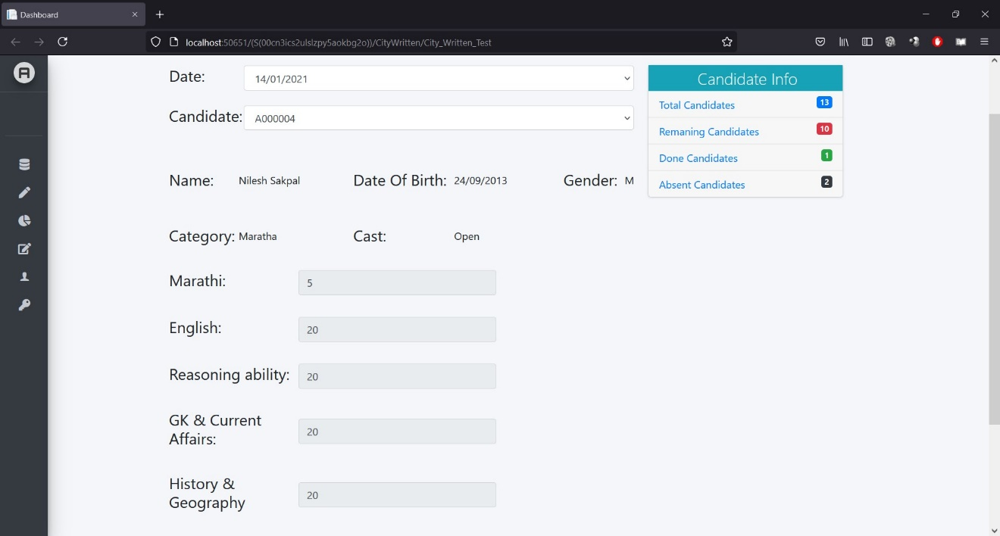 Dashboard
localhost:50651/(S(00cn3ics2ulslzpy5aokbg2o))/CityWritten/City_Written_Test
Date: 14/01/2021
Candidate: A000004
Candidate Info
Total Candidates 13
Remaning Candidates 10
Done Candidates 1
Absent Candidates 2
Name: Nilesh Sakpal Date Of Birth: 24/09/2013 Gender: M
Category: Maratha Cast: Open
Marathi: 5
English: 20
Reasoning ability: 20
GK & Current
Affairs: 20
History &
Geography 20